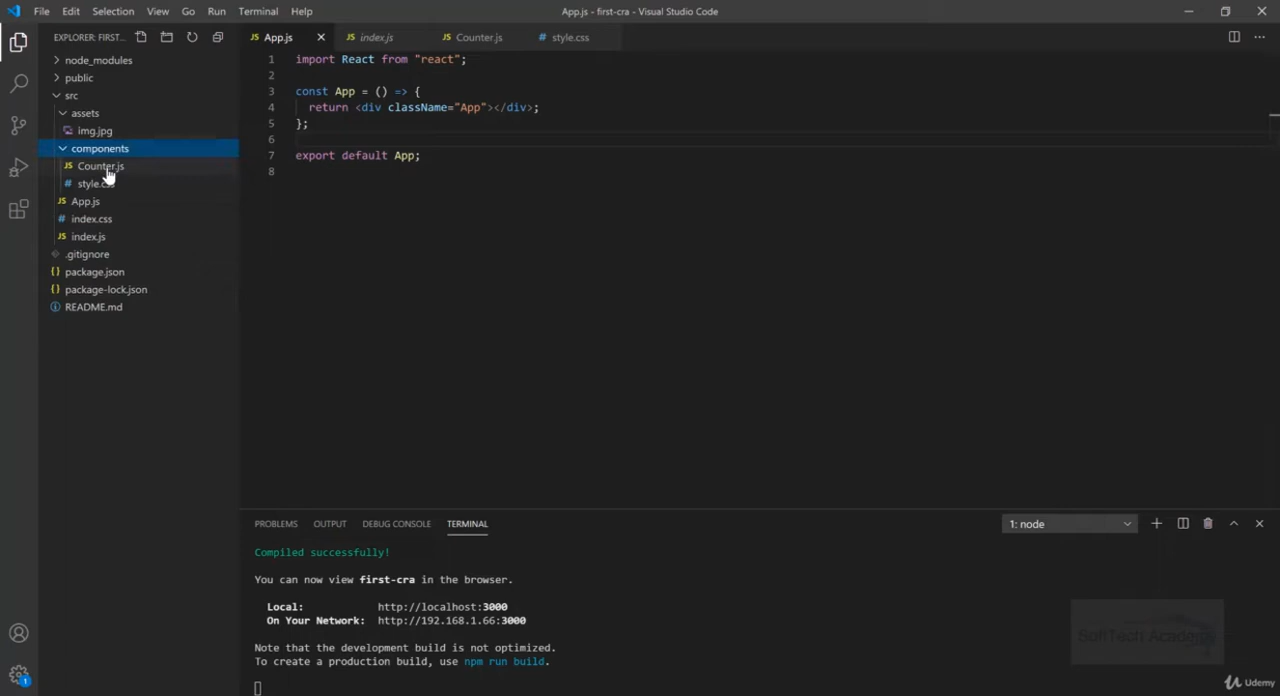 File Edit Selection View Go Run Terminal Help
App.js - first-cra - Visual Studio Code
EXPLORER: FIRST...
node_modules
public
src
assets
img.jpg
components
Counter.js
style.css
App.js
index.css
index.js
.gitignore
package.json
package-lock.json
README.md
App.js index.js Counter.js style.css
1 import React from "react";
2
3 const App = () => {
4 return <div className="App"></div>;
5 };
6
7 export default App;
8
PROBLEMS OUTPUT DEBUG CONSOLE TERMINAL
1: node
Compiled successfully!
You can now view first-cra in the browser.
Local: http://localhost:3000
On Your Network: http://192.168.1.66:3000
Note that the development build is not optimized.
To create a production build, use npm run build.
SoftTech Academy
1
Udemy